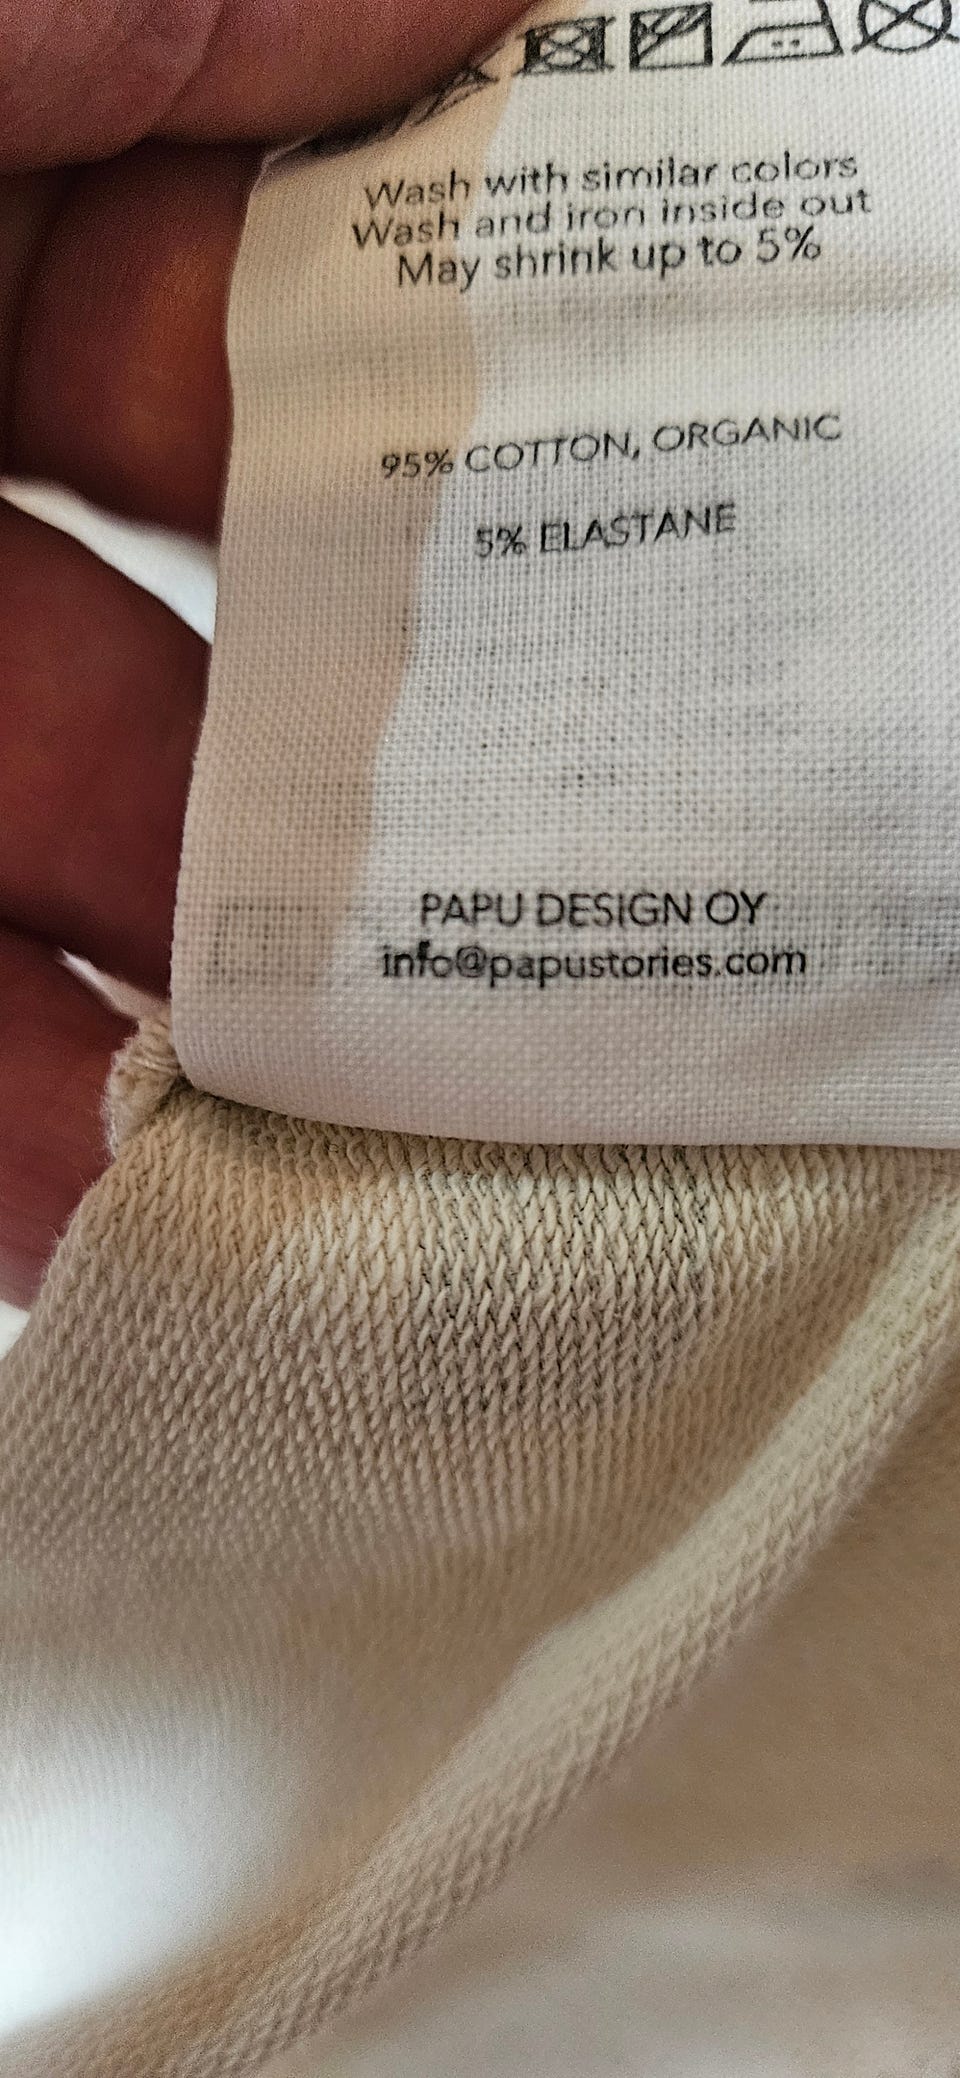 Wash with similar colors
Wash and iron inside out
May shrink up to 5%
95% COTTON, ORGANIC
5% ELASTANE
PAPU DESIGN OY
info@papustories.com